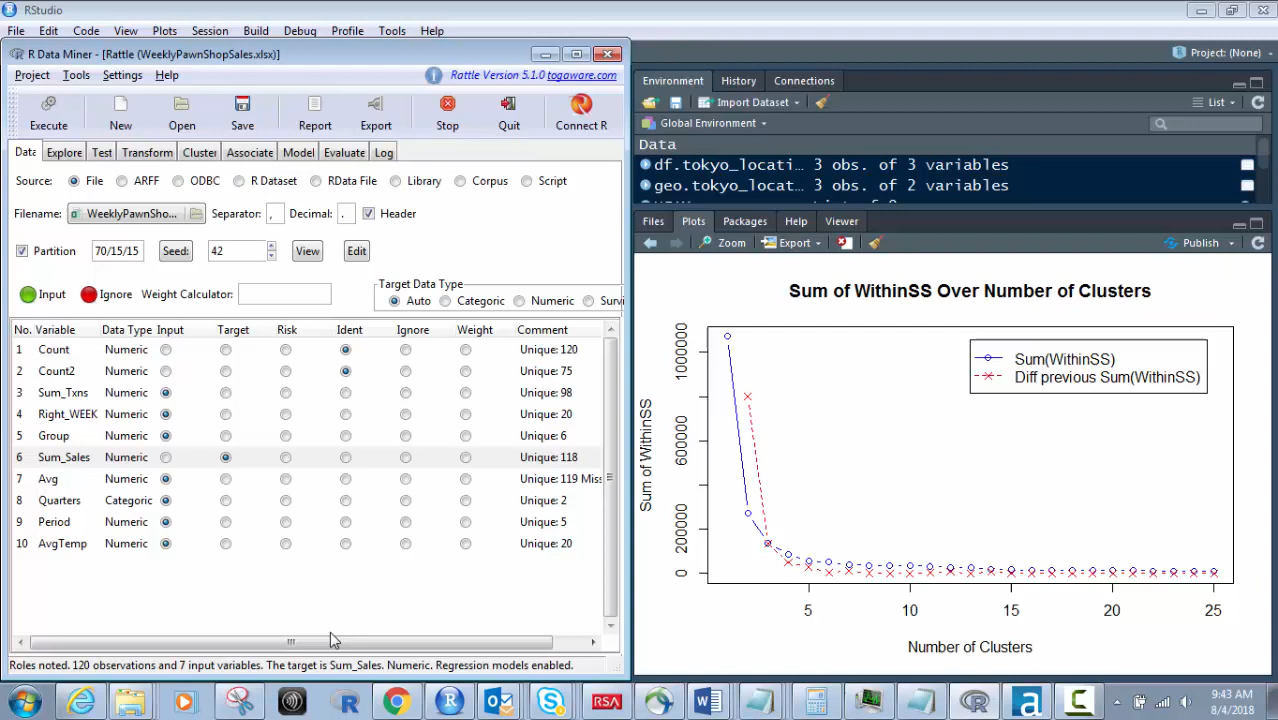 RStudio
File Edit Code View Plots Session Build Debug Profile Tools Help
R Data Miner - [Rattle (WeeklyPawnShopSales.xlsx)]
Project Tools Settings Help
Rattle Version 5.1.0 togaware.com
Execute New Open Save Report Export Stop Quit Connect R
Data Explore Test Transform Cluster Associate Model Evaluate Log
Source: File ARFF ODBC R Dataset RData File Library Corpus Script
Filename: WeeklyPawnSho... Separator: , Decimal: . Header
Partition 70/15/15 Seed: 42 View Edit
Input Ignore Weight Calculator:
Target Data Type
Auto Categoric Numeric Survi
No. Variable Data Type Input Target Risk Ident Ignore Weight Comment
1 Count Numeric Unique: 120
2 Count2 Numeric Unique: 75
3 Sum_Txns Numeric Unique: 98
4 Right_WEEK Numeric Unique: 20
5 Group Numeric Unique: 6
6 Sum_Sales Numeric Unique: 118
7 Avg Numeric Unique: 119 Miss
8 Quarters Categoric Unique: 2
9 Period Numeric Unique: 5
10 AvgTemp Numeric Unique: 20
Roles noted. 120 observations and 7 input variables. The target is Sum_Sales. Numeric. Regression models enabled.
Project: (None)
Environment History Connections
Import Dataset List
Global Environment
Data
df.tokyo_locati... 3 obs. of 3 variables
geo.tokyo_locat... 3 obs. of 2 variables
Files Plots Packages Help Viewer
Zoom Export Publish
Sum of WithinSS Over Number of Clusters
Sum(WithinSS)
Diff previous Sum(WithinSS)
Sum of WithinSS
1000000
600000
200000
0
5 10 15 20 25
Number of Clusters
RSA
9:43 AM
8/4/2018